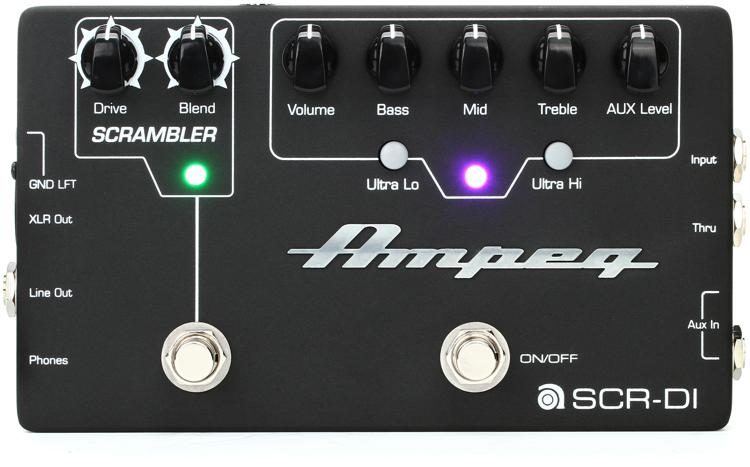 Drive
Blend
SCRAMBLER
Volume
Bass
Mid
Treble
AUX Level
Ultra Lo
Ultra Hi
GND LFT
XLR Out
Line Out
Phones
Input
Thru
Aux In
Ampeg
ON/OFF
a SCR-DI